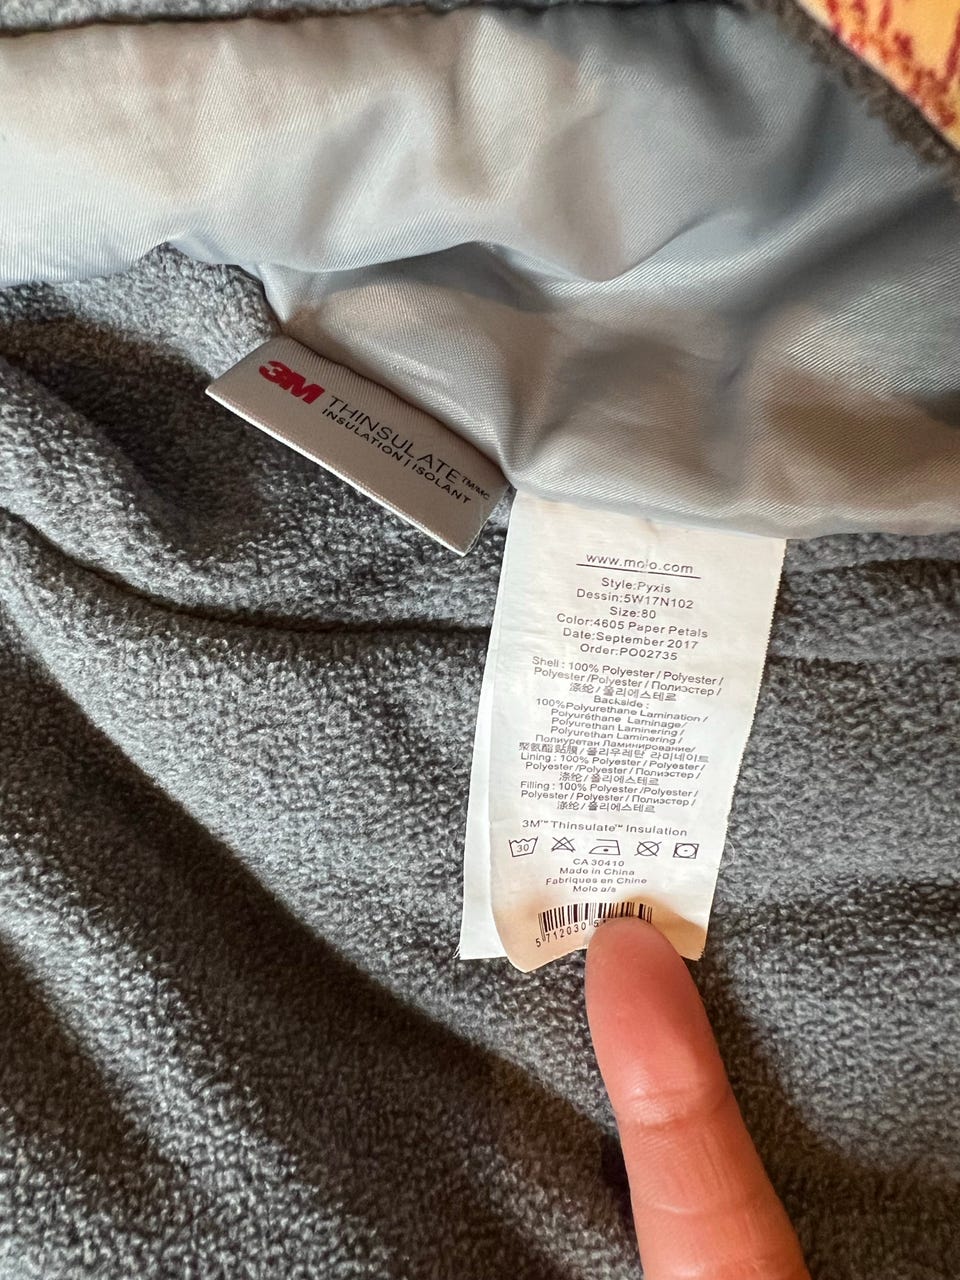 3M THINSULATE™/MC
INSULATION | ISOLANT
www.molo.com
Style:Pyxis
Dessin:5W17N102
Size:80
Color:4605 Paper Petals
Date:September 2017
Order:PO02735
Shell : 100% Polyester / Polyester /
Polyester /Polyester / Полиэстер /
涤纶 / 폴리에스테르
Backside :
100%Polyurethane Lamination /
Polyuréthane Laminage/
Polyurethan Laminering /
Polyurethan Laminering /
Полиуретан Ламинирование/
聚氨酯贴膜 / 폴리우레탄 라미네이트
Lining : 100% Polyester / Polyester /
Polyester /Polyester / Полиэстер /
涤纶 / 폴리에스테르
Filling : 100% Polyester /Polyester /
Polyester / Polyester / Полиэстер /
涤纶 / 폴리에스테르
3M™ Thinsulate™ Insulation
30
CA 30410
Made in China
Fabriques en Chine
Molo a/s
5 712030